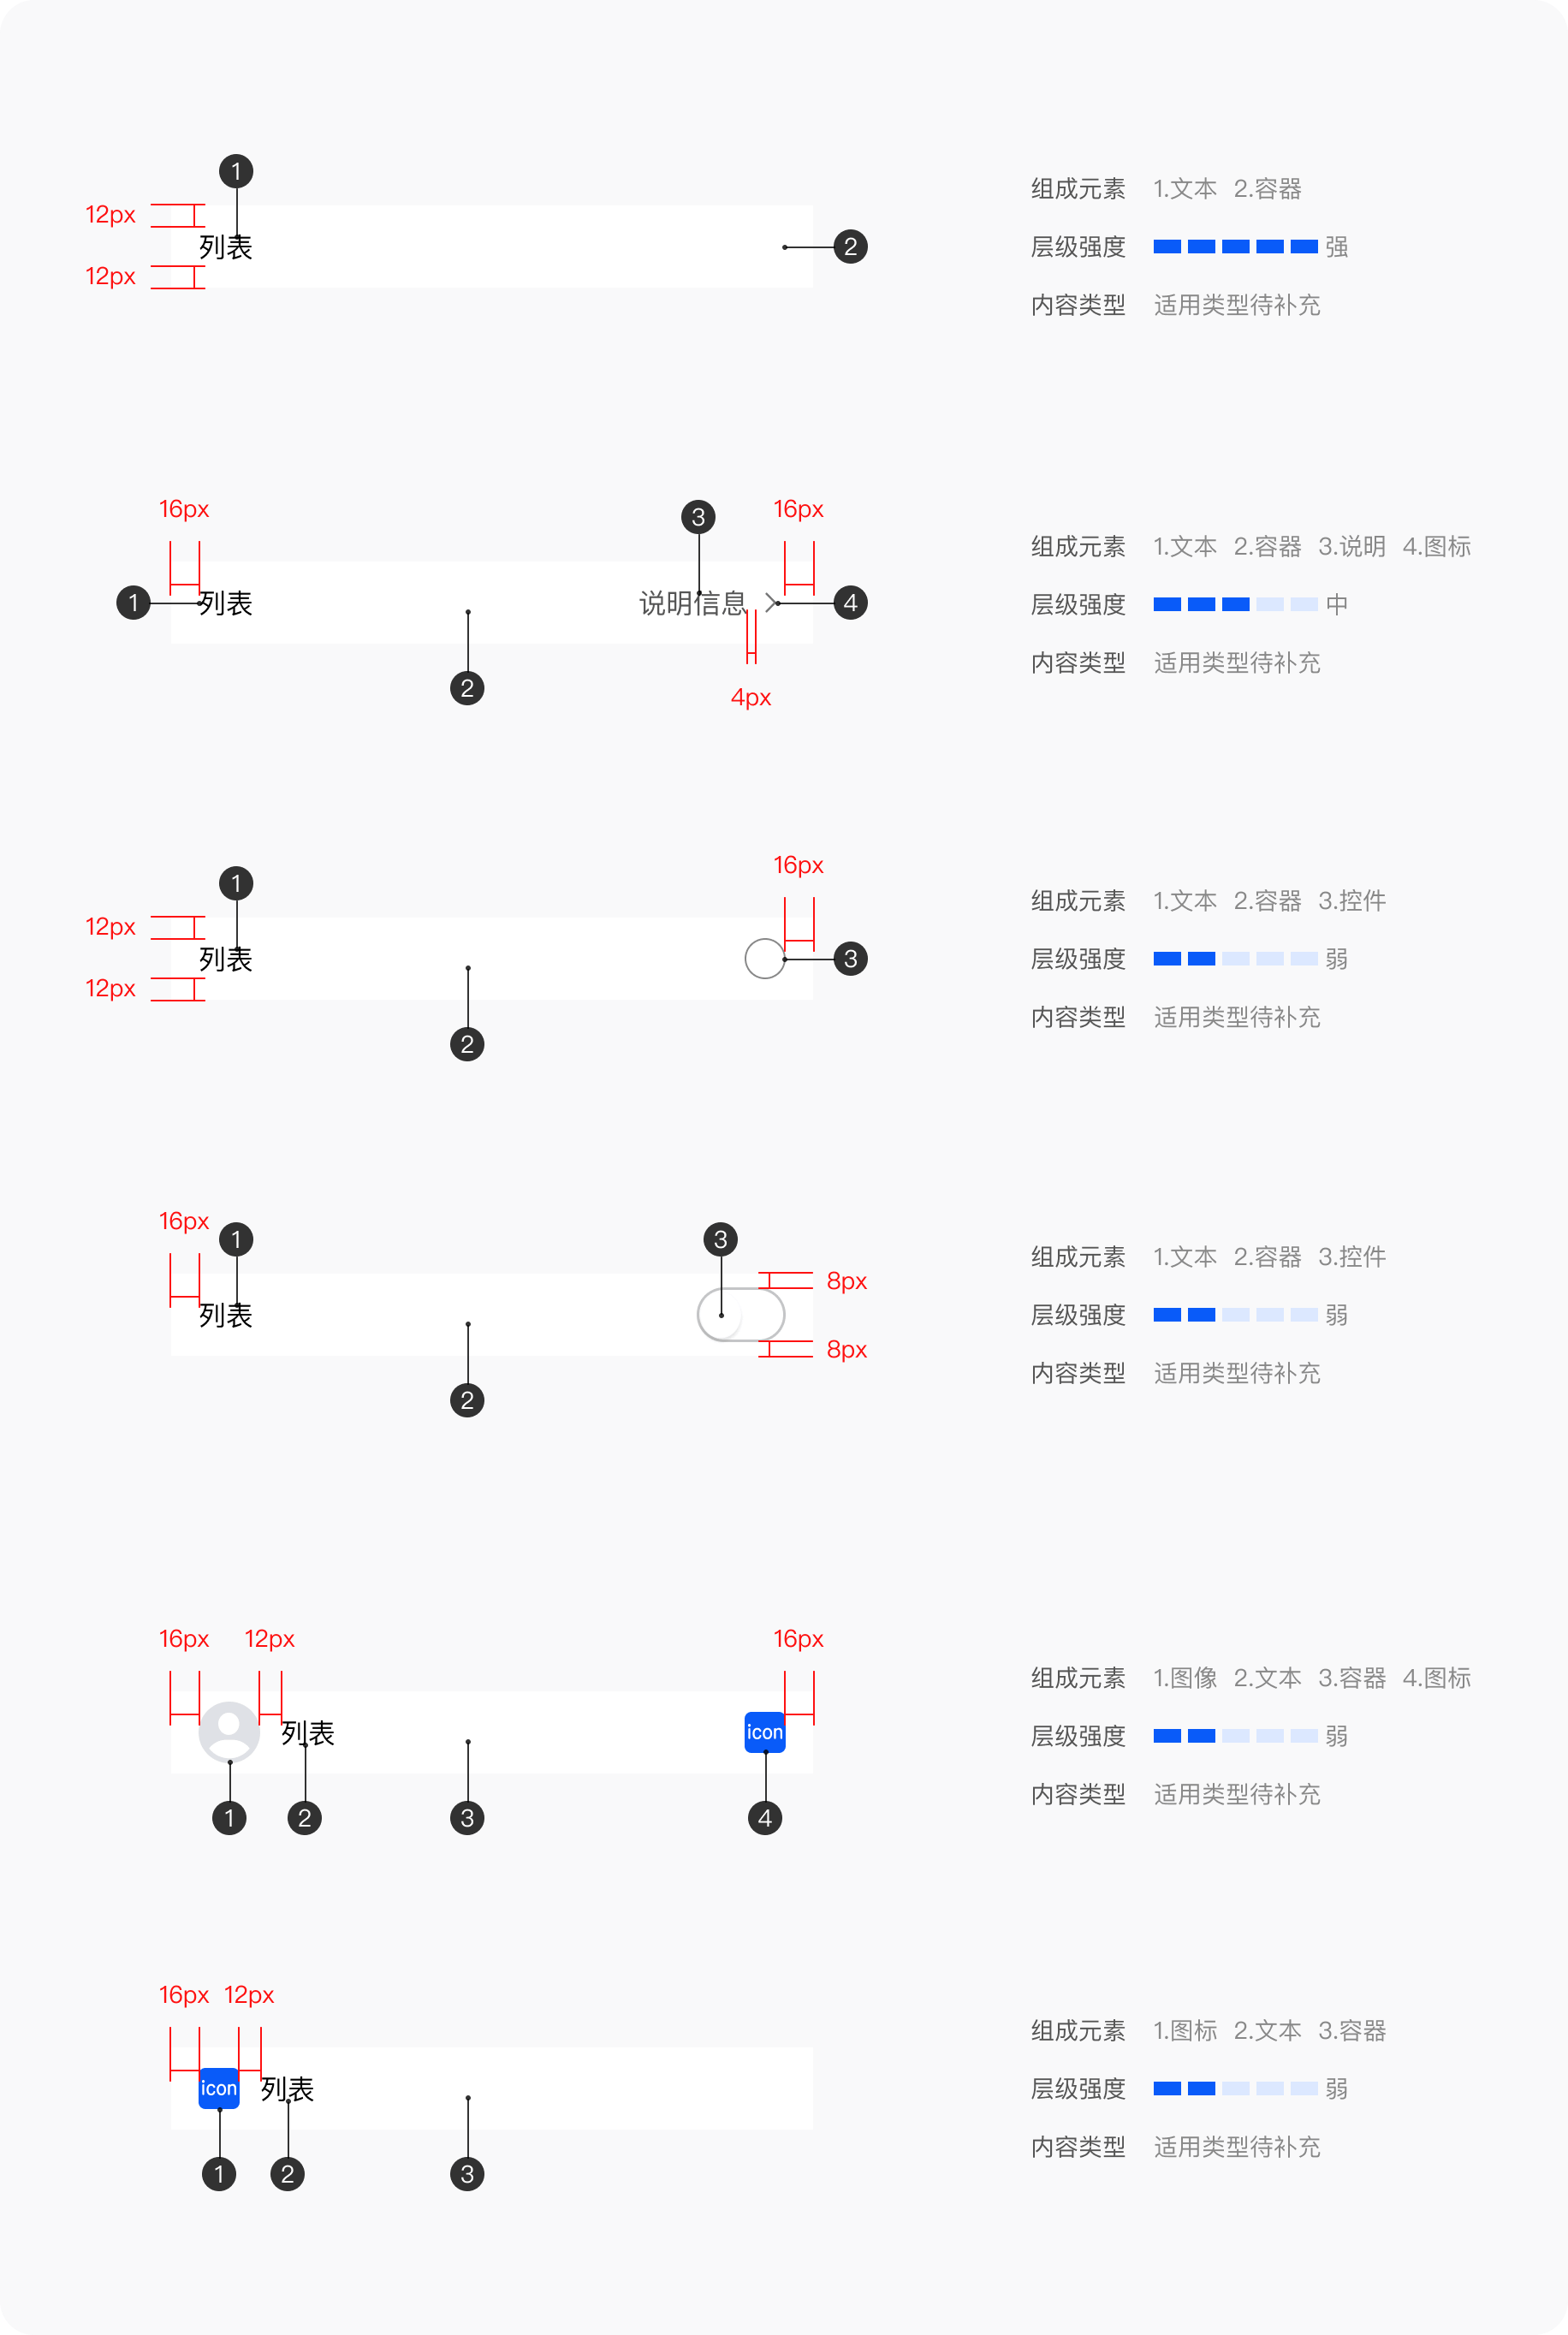 1
12px
列表
12px
2
组成元素 1.文本 2.容器
层级强度 强
内容类型 适用类型待补充
16px
3
16px
1
列表
说明信息
4
2
4px
组成元素 1.文本 2.容器 3.说明 4.图标
层级强度 中
内容类型 适用类型待补充
16px
1
12px
列表
12px
3
2
组成元素 1.文本 2.容器 3.控件
层级强度 弱
内容类型 适用类型待补充
16px
1
3
8px
列表
8px
2
组成元素 1.文本 2.容器 3.控件
层级强度 弱
内容类型 适用类型待补充
16px 12px 16px
列表
icon
1 2 3 4
组成元素 1.图像 2.文本 3.容器 4.图标
层级强度 弱
内容类型 适用类型待补充
16px 12px
icon 列表
1 2 3
组成元素 1.图标 2.文本 3.容器
层级强度 弱
内容类型 适用类型待补充